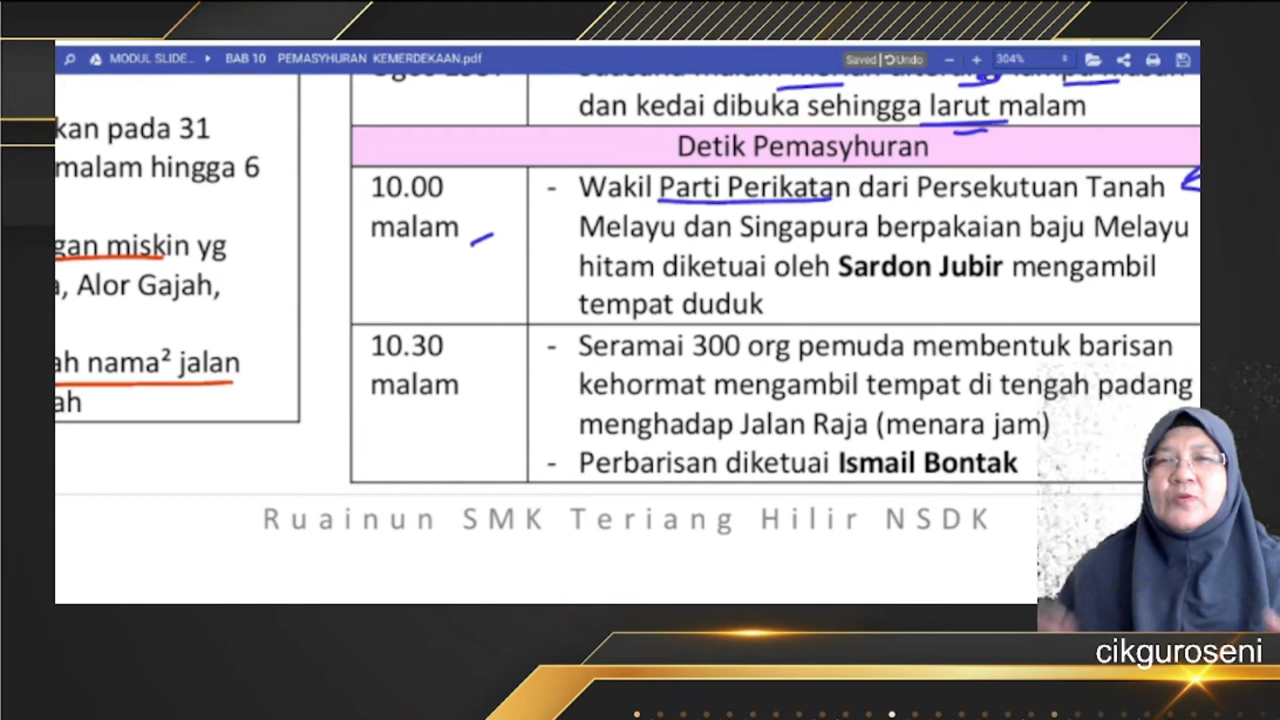 MODUL SLIDE... ▸ BAB 10 PEMASYHURAN KEMERDEKAAN.pdf
Saved Undo
304%
dan kedai dibuka sehingga larut malam
kan pada 31
malam hingga 6
gan miskin yg
a, Alor Gajah,
ah nama² jalan
ah
Detik Pemasyhuran
10.00
malam
- Wakil Parti Perikatan dari Persekutuan Tanah
Melayu dan Singapura berpakaian baju Melayu
hitam diketuai oleh Sardon Jubir mengambil
tempat duduk
10.30
malam
- Seramai 300 org pemuda membentuk barisan
kehormat mengambil tempat di tengah padang
menghadap Jalan Raja (menara jam)
- Perbarisan diketuai Ismail Bontak
Ruainun SMK Teriang Hilir NSDK
cikguroseni